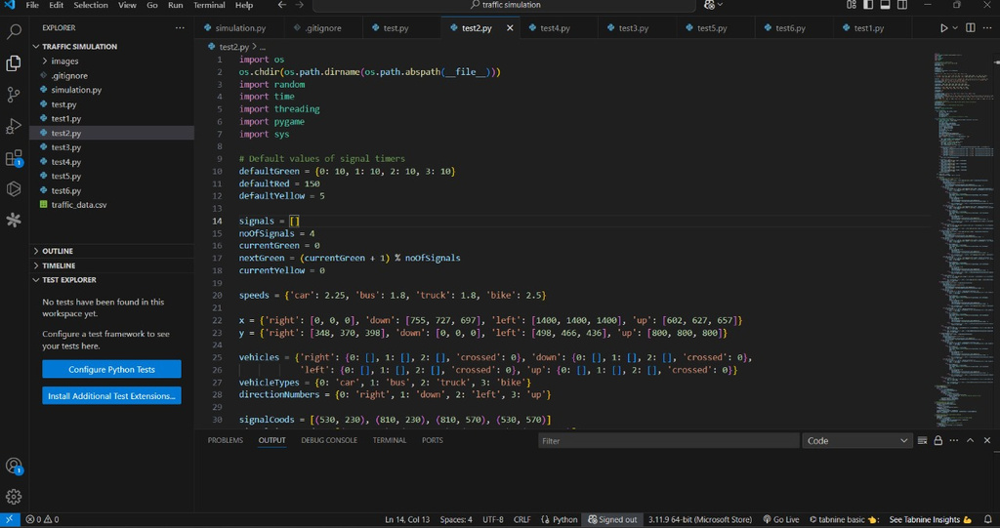 File Edit Selection View Go Run Terminal Help
traffic simulation
EXPLORER
TRAFFIC SIMULATION
images
.gitignore
simulation.py
test.py
test1.py
test2.py
test3.py
test4.py
test5.py
test6.py
traffic_data.csv
OUTLINE
TIMELINE
TEST EXPLORER
No tests have been found in this
workspace yet.
Configure a test framework to see
your tests here.
Configure Python Tests
Install Additional Test Extensions...
simulation.py .gitignore test.py test2.py test4.py test3.py test5.py test6.py test1.py
test2.py > ...
1 import os
2 os.chdir(os.path.dirname(os.path.abspath(__file__)))
3 import random
4 import time
5 import threading
6 import pygame
7 import sys
8
9 # Default values of signal timers
10 defaultGreen = {0: 10, 1: 10, 2: 10, 3: 10}
11 defaultRed = 150
12 defaultYellow = 5
13
14 signals = []
15 noOfSignals = 4
16 currentGreen = 0
17 nextGreen = (currentGreen + 1) % noOfSignals
18 currentYellow = 0
19
20 speeds = {'car': 2.25, 'bus': 1.8, 'truck': 1.8, 'bike': 2.5}
21
22 x = {'right': [0, 0, 0], 'down': [755, 727, 697], 'left': [1400, 1400, 1400], 'up': [602, 627, 657]}
23 y = {'right': [348, 370, 398], 'down': [0, 0, 0], 'left': [498, 466, 436], 'up': [800, 800, 800]}
24
25 vehicles = {'right': {0: [], 1: [], 2: [], 'crossed': 0}, 'down': {0: [], 1: [], 2: [], 'crossed': 0},
26 'left': {0: [], 1: [], 2: [], 'crossed': 0}, 'up': {0: [], 1: [], 2: [], 'crossed': 0}}
27 vehicleTypes = {0: 'car', 1: 'bus', 2: 'truck', 3: 'bike'}
28 directionNumbers = {0: 'right', 1: 'down', 2: 'left', 3: 'up'}
29
30 signalCoods = [(530, 230), (810, 230), (810, 570), (530, 570)]
PROBLEMS OUTPUT DEBUG CONSOLE TERMINAL PORTS
Filter
Code
1
1
0 0
Ln 14, Col 13 Spaces: 4 UTF-8 CRLF Python Signed out 3.11.9 64-bit (Microsoft Store) Go Live tabnine basic See Tabnine Insights